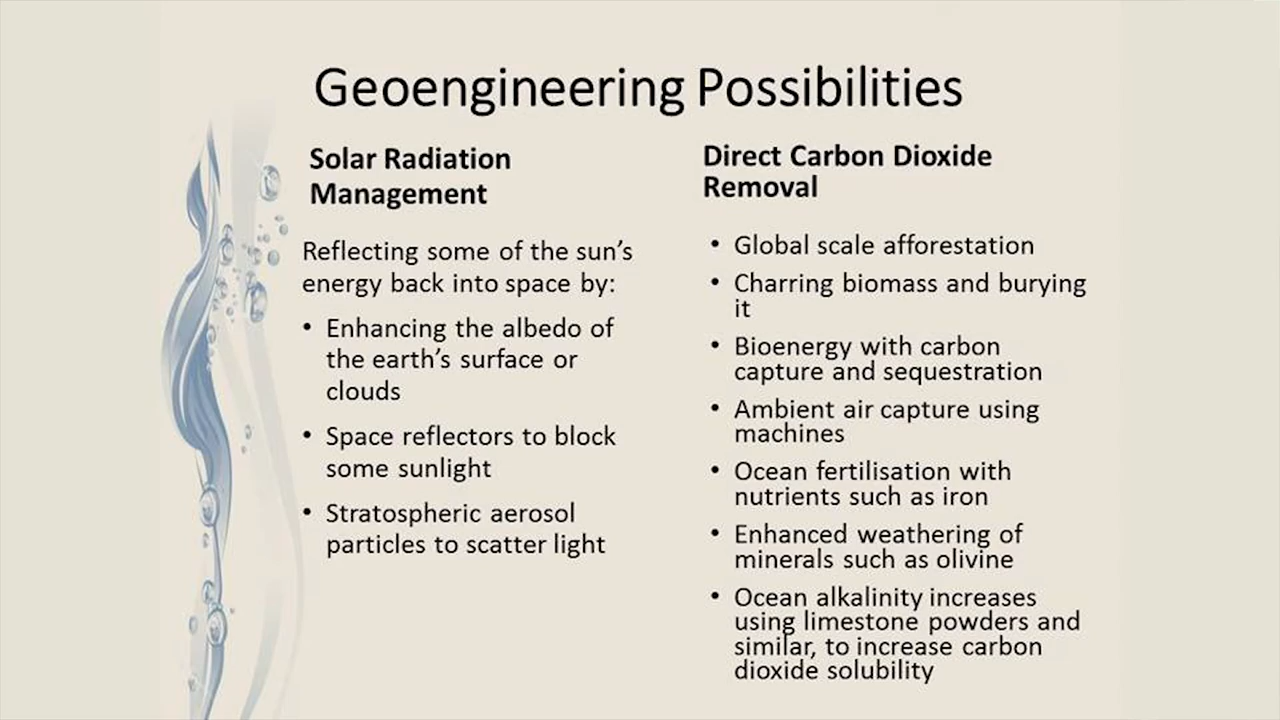 Geoengineering Possibilities
Solar Radiation
Management
Reflecting some of the sun’s
energy back into space by:
• Enhancing the albedo of
the earth’s surface or
clouds
• Space reflectors to block
some sunlight
• Stratospheric aerosol
particles to scatter light
Direct Carbon Dioxide
Removal
• Global scale afforestation
• Charring biomass and burying
it
• Bioenergy with carbon
capture and sequestration
• Ambient air capture using
machines
• Ocean fertilisation with
nutrients such as iron
• Enhanced weathering of
minerals such as olivine
• Ocean alkalinity increases
using limestone powders and
similar, to increase carbon
dioxide solubility